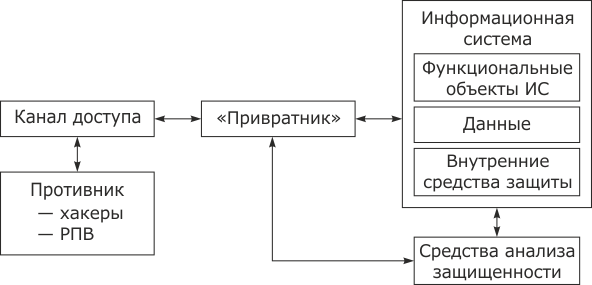 Информационная
система
Функциональные
объекты ИС
Канал доступа
«Привратник»
Данные
Внутренние
средства защиты
Противник
— хакеры
— РПВ
Средства анализа
защищенности